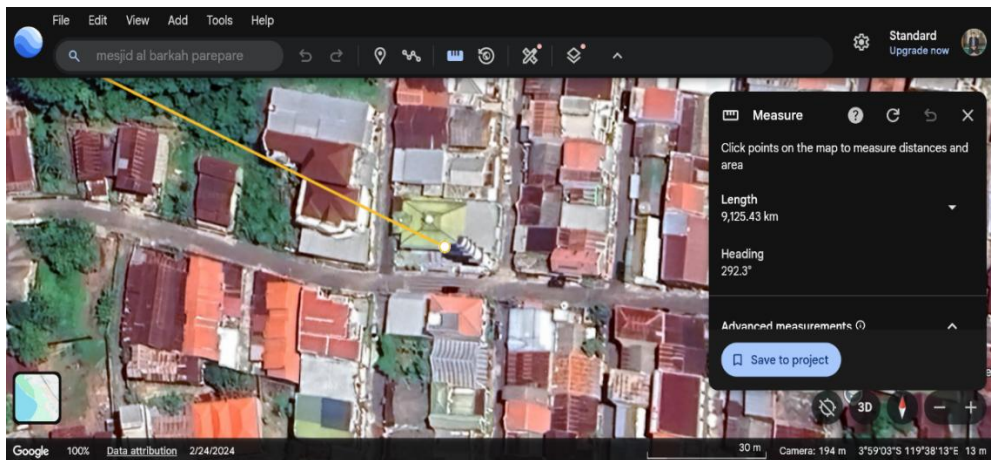 File Edit View Add Tools Help
mesjid al barkah parepare
Standard
Upgrade now
Measure
Click points on the map to measure distances and
area
Length
9,125.43 km
Heading
292.3°
Advanced measurements
Save to project
3D
Google 100% Data attribution 2/24/2024 30 m Camera: 194 m 3°59'03"S 119°38'13"E 13 m